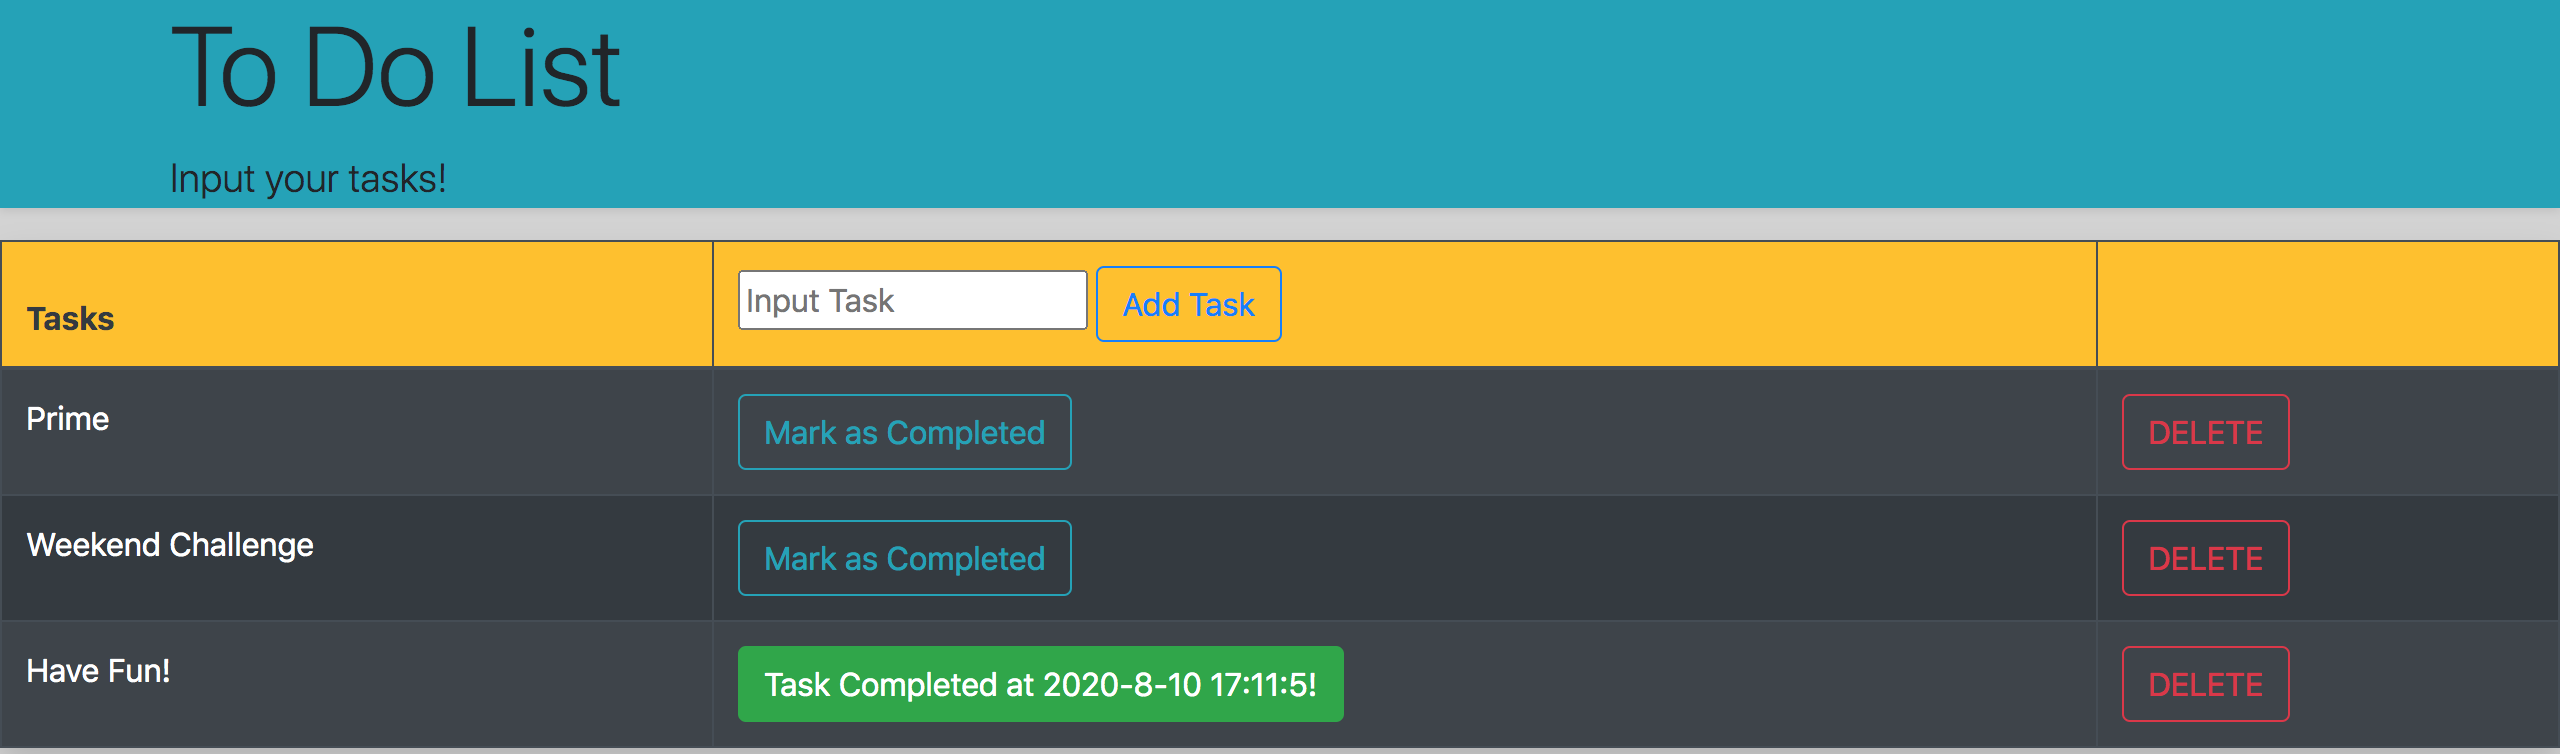 To Do List
Input your tasks!
Tasks Input Task Add Task
Prime Mark as Completed DELETE
Weekend Challenge Mark as Completed DELETE
Have Fun! Task Completed at 2020-8-10 17:11:5! DELETE